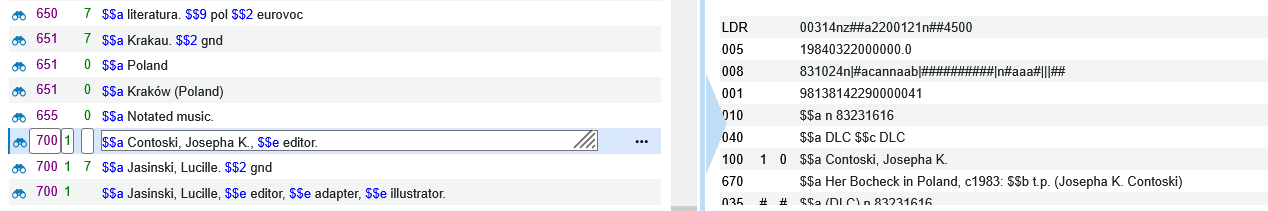 650 7 $$a literatura. $$9 pol $$2 eurovoc
651 7 $$a Krakau. $$2 gnd
651 0 $$a Poland
651 0 $$a Kraków (Poland)
655 0 $$a Notated music.
700 1 $$a Contoski, Josepha K., $$e editor.
700 1 7 $$a Jasinski, Lucille. $$2 gnd
700 1 $$a Jasinski, Lucille, $$e editor, $$e adapter, $$e illustrator.
LDR 00314nz##a2200121n##4500
005 19840322000000.0
008 831024n|#acannaab|##########|n#aaa#|||##
001 98138142290000041
010 $$a n 83231616
040 $$a DLC $$c DLC
100 1 0 $$a Contoski, Josepha K.
670 $$a Her Bocheck in Poland, c1983: $$b t.p. (Josepha K. Contoski)
035 # # $$a (DLC) n 83231616